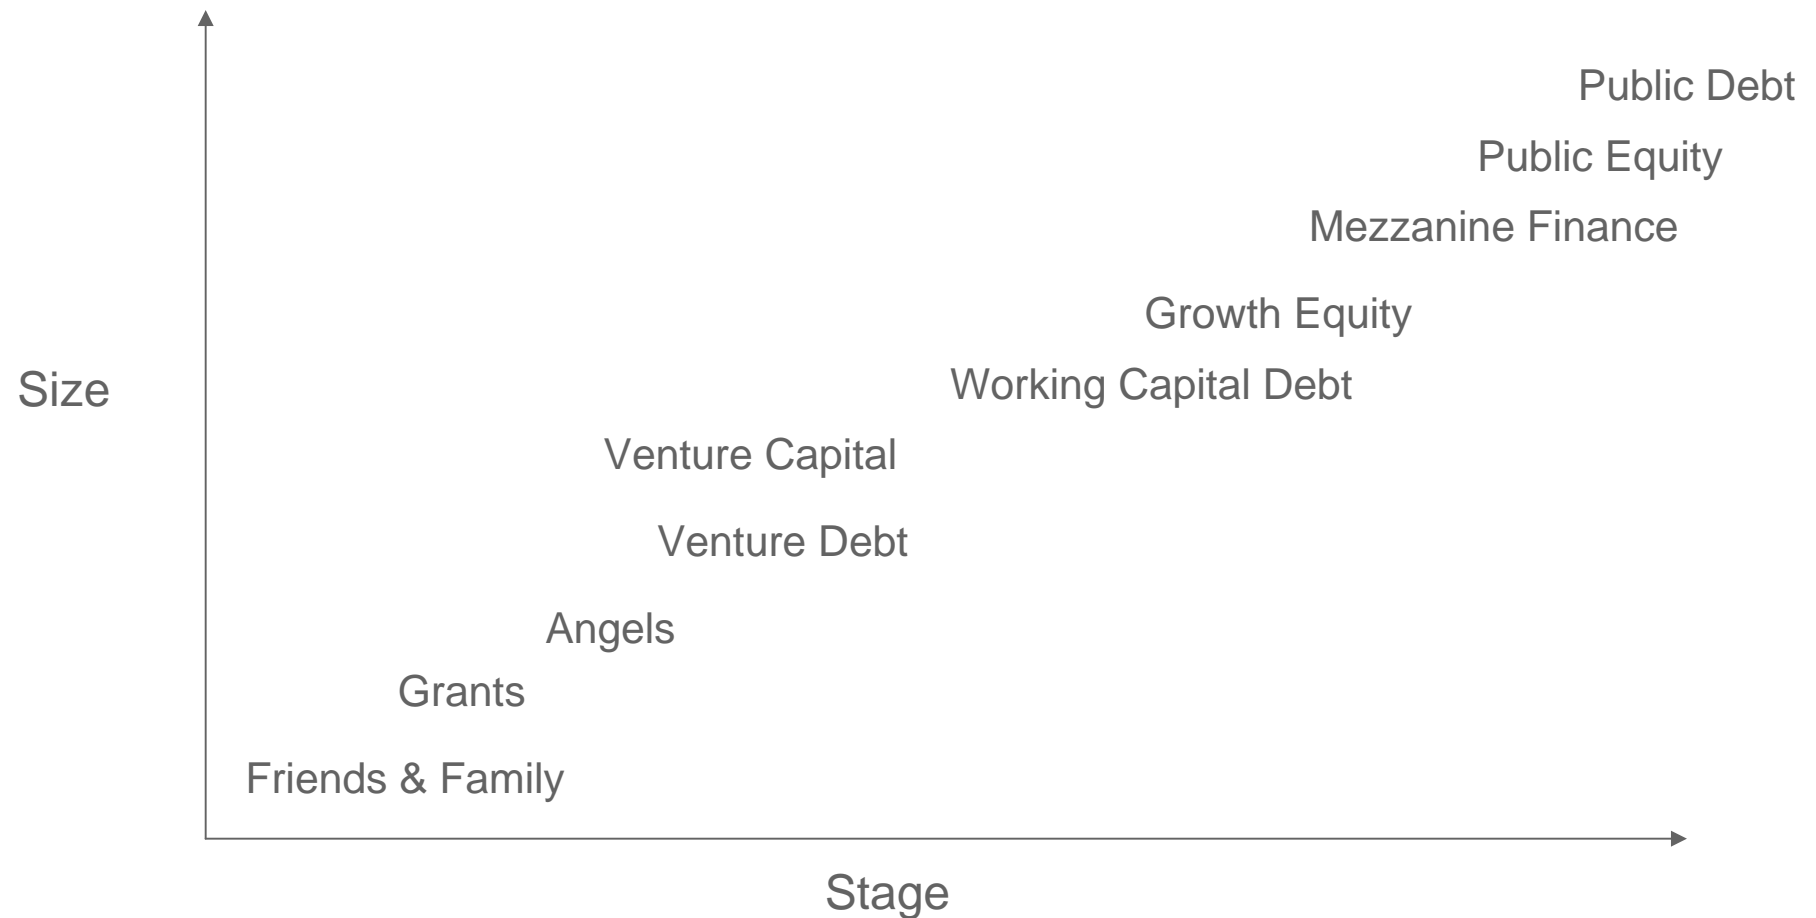 Public Debt
Public Equity
Mezzanine Finance
Growth Equity
Size
Working Capital Debt
Venture Capital
Venture Debt
Angels
Grants
Friends & Family
Stage